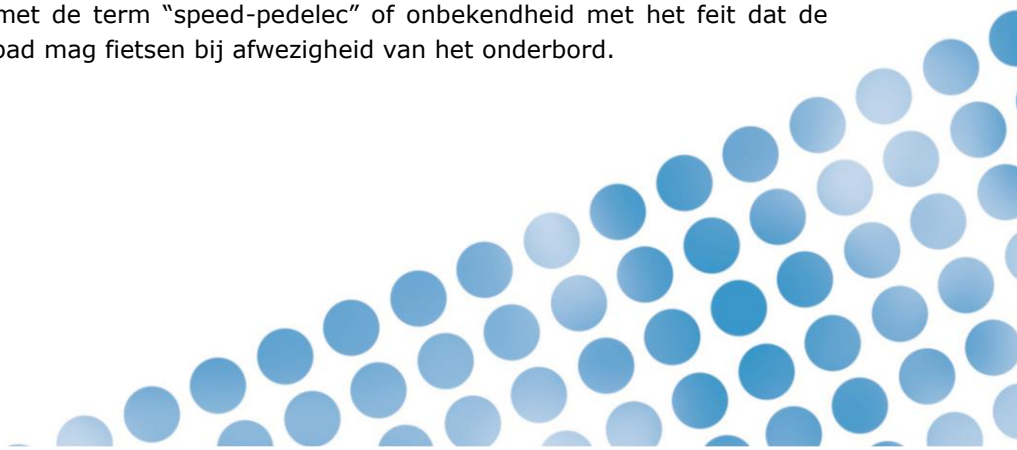 met de term “speed-pedelec” of onbekendheid met het feit dat de
mag fietsen bij afwezigheid van het onderbord.